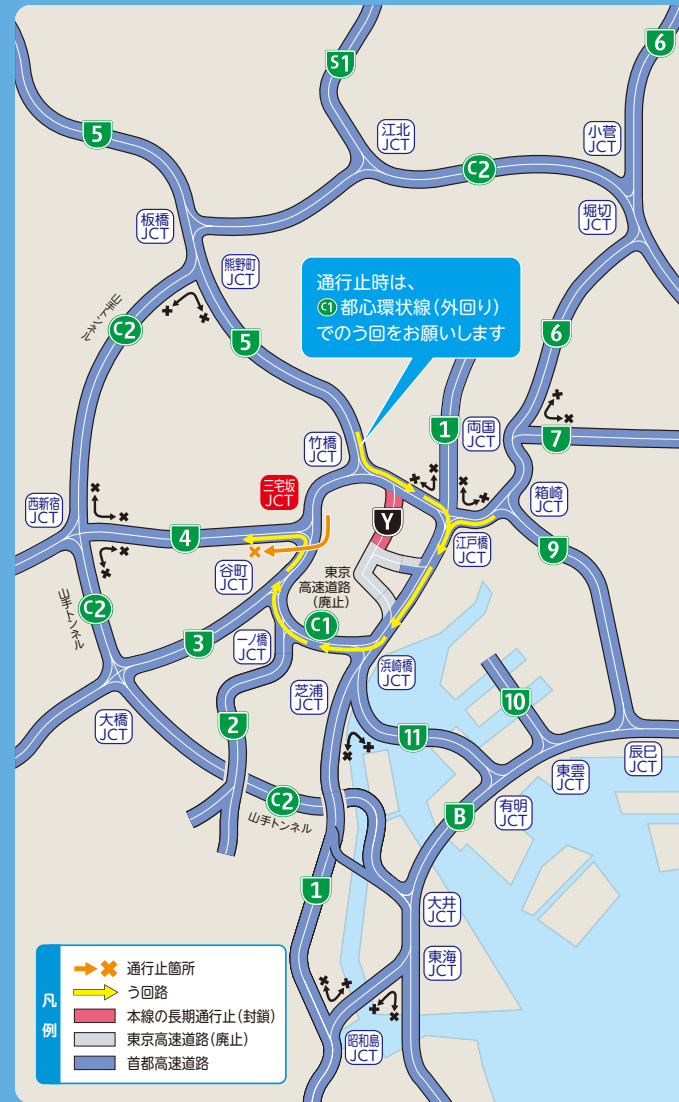 6
S1
江北
JCT
小菅
JCT
5
C2
板橋
JCT
堀切
JCT
熊野町
JCT
通行止時は、
C1 都心環状線(外回り)
でのう回をお願いします
山手トンネル
C2
5
6
竹橋
JCT
1
両国
JCT
7
三宅坂
JCT
西新宿
JCT
箱崎
JCT
Y
4
江戸橋
JCT
9
谷町
JCT
東京
高速道路
(廃止)
山手トンネル
C2
C1
3
一ノ橋
JCT
浜崎橋
JCT
芝浦
JCT
10
大橋
JCT
2
11
東雲
JCT
辰巳
JCT
C2
山手トンネル
有明
JCT
B
1
大井
JCT
東海
JCT
昭和島
JCT
凡例
通行止箇所
う回路
本線の長期通行止(封鎖)
東京高速道路(廃止)
首都高速道路